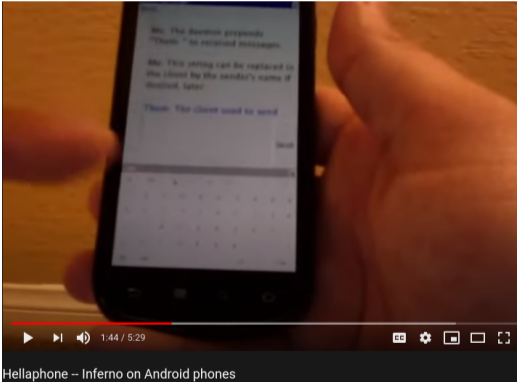 Me: The daemon prepends
"Them: " to received messages.
Me: This string can be replaced in
the client by the sender's name if
desired, later
Them: The client used to send
Send
1:44 / 5:29
CC
Hellaphone -- Inferno on Android phones